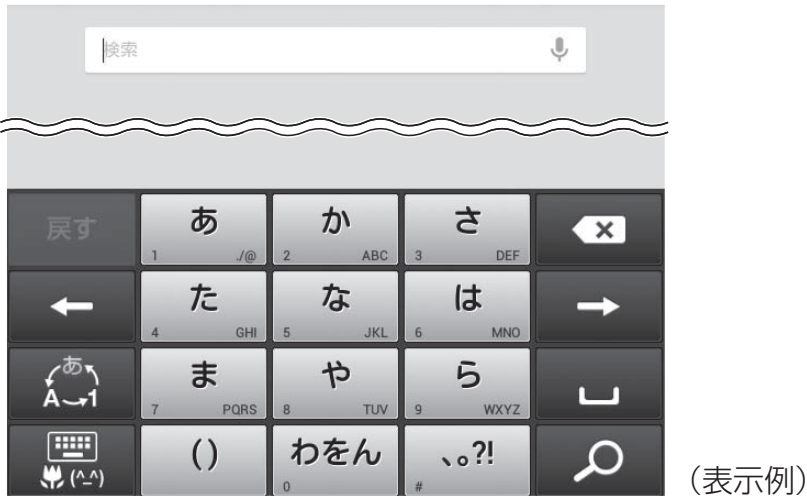 検索
戻す
あ
1 ./@
か
2 ABC
さ
3 DEF
た
4 GHI
な
5 JKL
は
6 MNO
あ
A 1
ま
7 PQRS
や
8 TUV
ら
9 WXYZ
(^_^)
()
わをん
0
、。?!
#
(表示例)